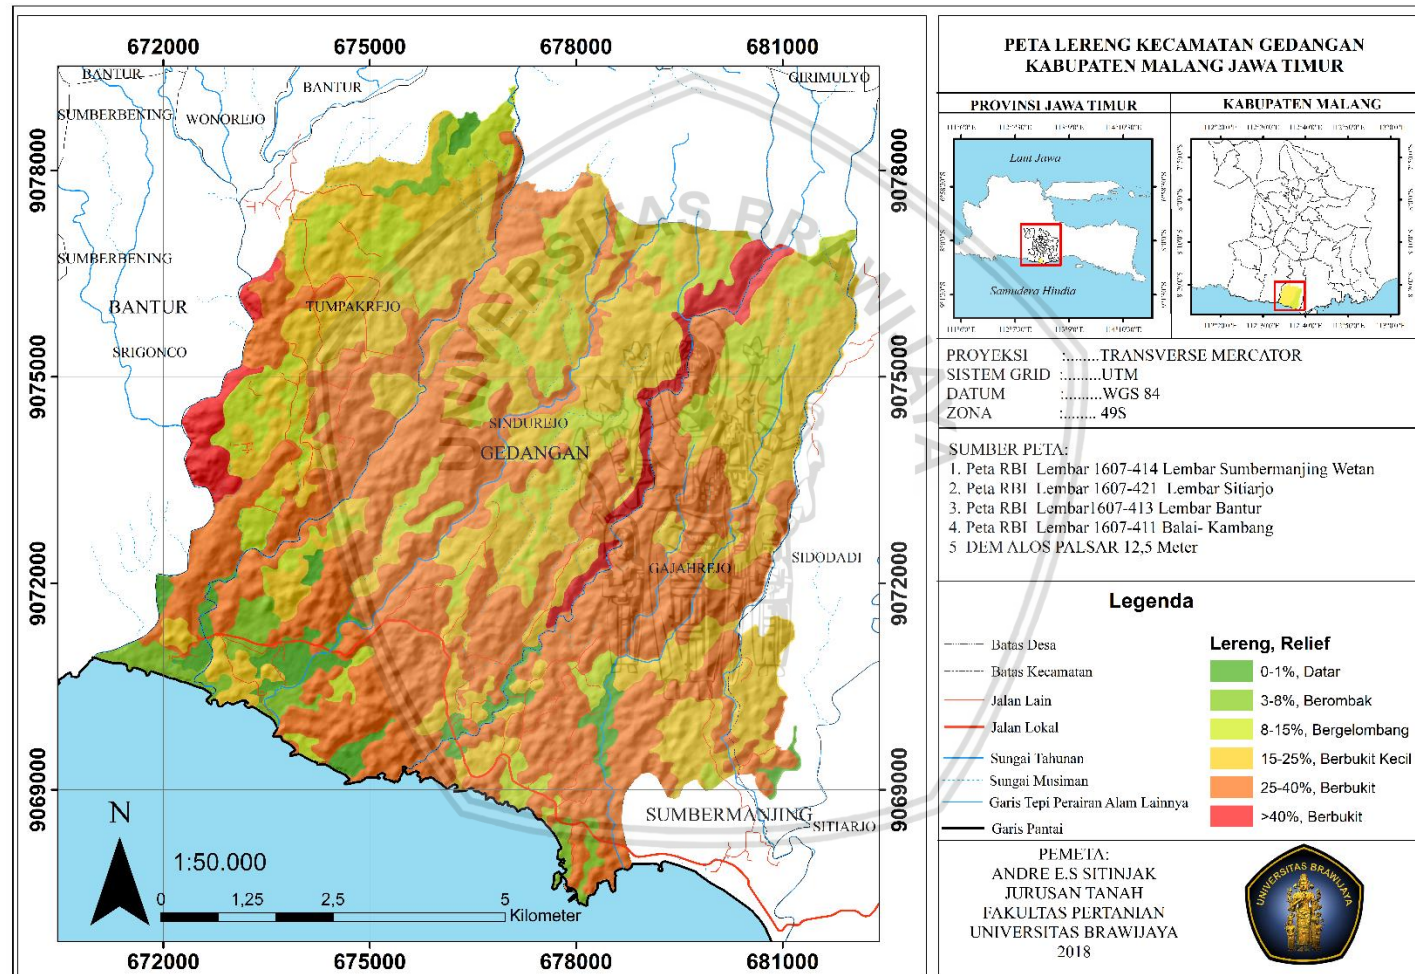 672000 675000 678000 681000
BANTUR
BANTUR
GIRIMULYO
SUMBERBENING
WONOREJO
9078000
9078000
SUMBERBENING
BANTUR
TUMPAKREJO
SRIGONCO
9075000
9075000
SINDUREJO
GEDANGAN
SIDODADI
GAJAHREJO
9072000
9072000
9069000
9069000
SUMBERMANJING
SITIARJO
N
1:50.000
0 1,25 2,5 5
Kilometer
672000 675000 678000 681000
UNIVERSITAS BRAWIJAYA
PETA LERENG KECAMATAN GEDANGAN
KABUPATEN MALANG JAWA TIMUR
PROVINSI JAWA TIMUR
Laut Jawa
Samudera Hindia
KABUPATEN MALANG
PROYEKSI :........TRANSVERSE MERCATOR
SISTEM GRID :.........UTM
DATUM :.........WGS 84
ZONA :......... 49S
SUMBER PETA:
1. Peta RBI Lembar 1607-414 Lembar Sumbermanjing Wetan
2. Peta RBI Lembar 1607-421 Lembar Sitiarjo
3. Peta RBI Lembar1607-413 Lembar Bantur
4. Peta RBI Lembar 1607-411 Balai- Kambang
5 DEM ALOS PALSAR 12,5 Meter
Legenda
Batas Desa
Batas Kecamatan
Jalan Lain
Jalan Lokal
Sungai Tahunan
Sungai Musiman
Garis Tepi Perairan Alam Lainnya
Garis Pantai
Lereng, Relief
0-1%, Datar
3-8%, Berombak
8-15%, Bergelombang
15-25%, Berbukit Kecil
25-40%, Berbukit
>40%, Berbukit
PEMETA:
ANDRE E.S SITINJAK
JURUSAN TANAH
FAKULTAS PERTANIAN
UNIVERSITAS BRAWIJAYA
2018
UNIVERSITAS BRAWIJAYA